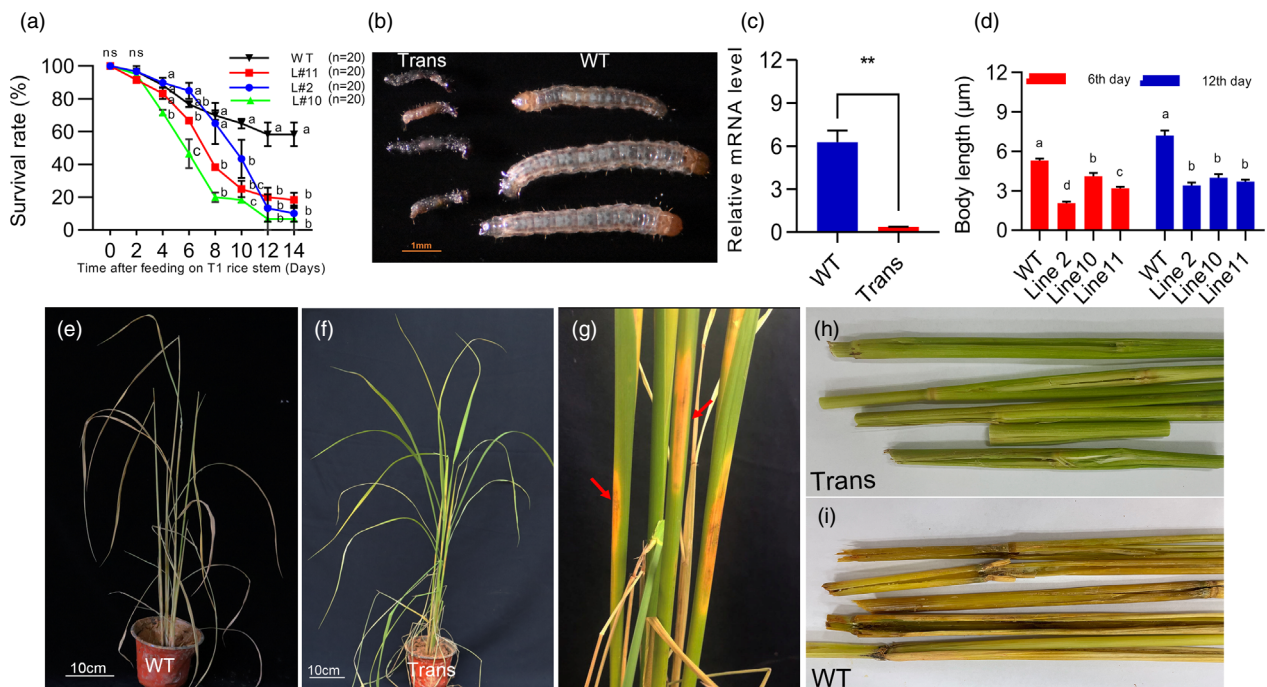 (a)
ns ns
WT (n=20)
L#11 (n=20)
L#2 (n=20)
L#10 (n=20)
Survival rate (%)
100
80
60
40
20
0
a
a
b
a
ab
c
a
a
b
b
a
b
bc
c
a
b
b
b
a
b
b
b
0 2 4 6 8 10 12 14
Time after feeding on T1 rice stem (Days)
(b)
Trans WT
1mm
(c)
Relative mRNA level
12
9
6
3
0
**
WT Trans
(d)
6th day 12th day
Body length (μm)
12
9
6
3
0
a d b c a b b b
WT Line 2 Line10 Line11 WT Line 2 Line10 Line11
(e)
10cm
WT
(f)
10cm
Trans
(g)
(h)
Trans
(i)
WT